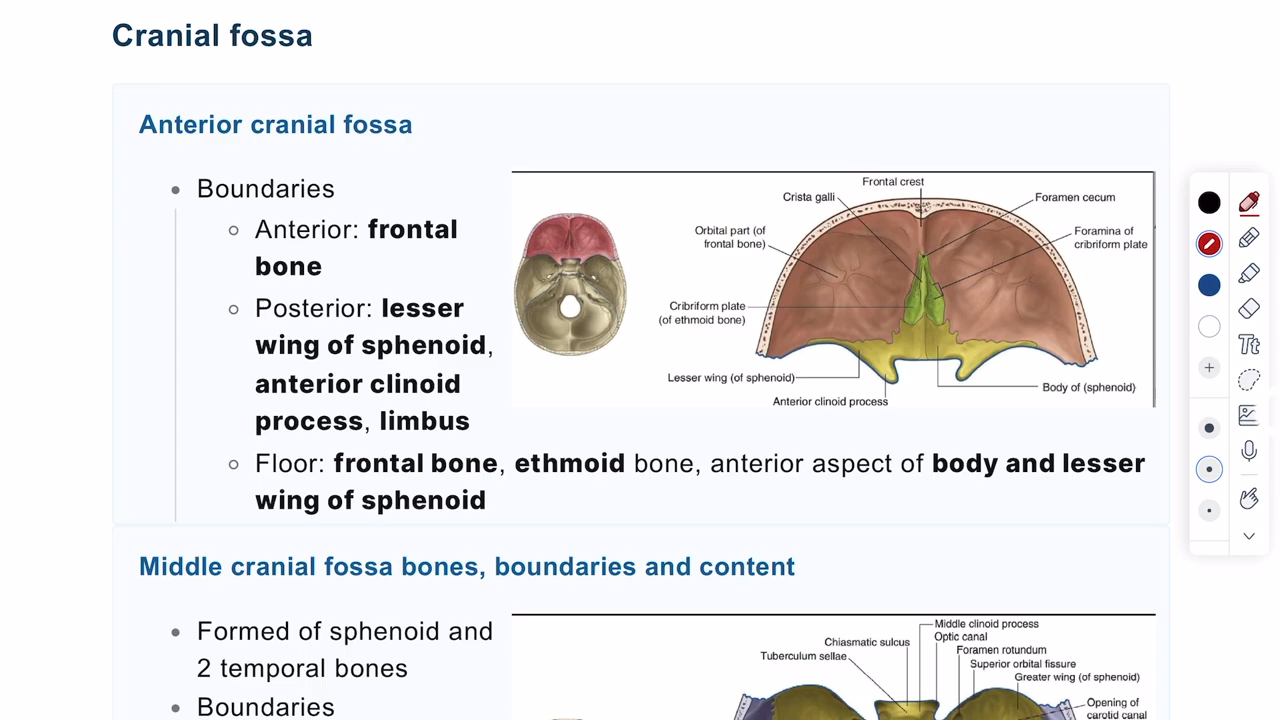 Cranial fossa
Anterior cranial fossa
Boundaries
Anterior: frontal
bone
Posterior: lesser
wing of sphenoid,
anterior clinoid
process, limbus
Floor: frontal bone, ethmoid bone, anterior aspect of body and lesser
wing of sphenoid
Frontal crest
Crista galli
Foramen cecum
Orbital part (of
frontal bone)
Foramina of
cribriform plate
Cribriform plate
(of ethmoid bone)
Lesser wing (of sphenoid)
Body of (sphenoid)
Anterior clinoid process
Middle cranial fossa bones, boundaries and content
Formed of sphenoid and
2 temporal bones
Boundaries
Middle clinoid process
Chiasmatic sulcus
Optic canal
Tuberculum sellae
Foramen rotundum
Superior orbital fissure
Greater wing (of sphenoid)
Opening of
carotid canal
Tt